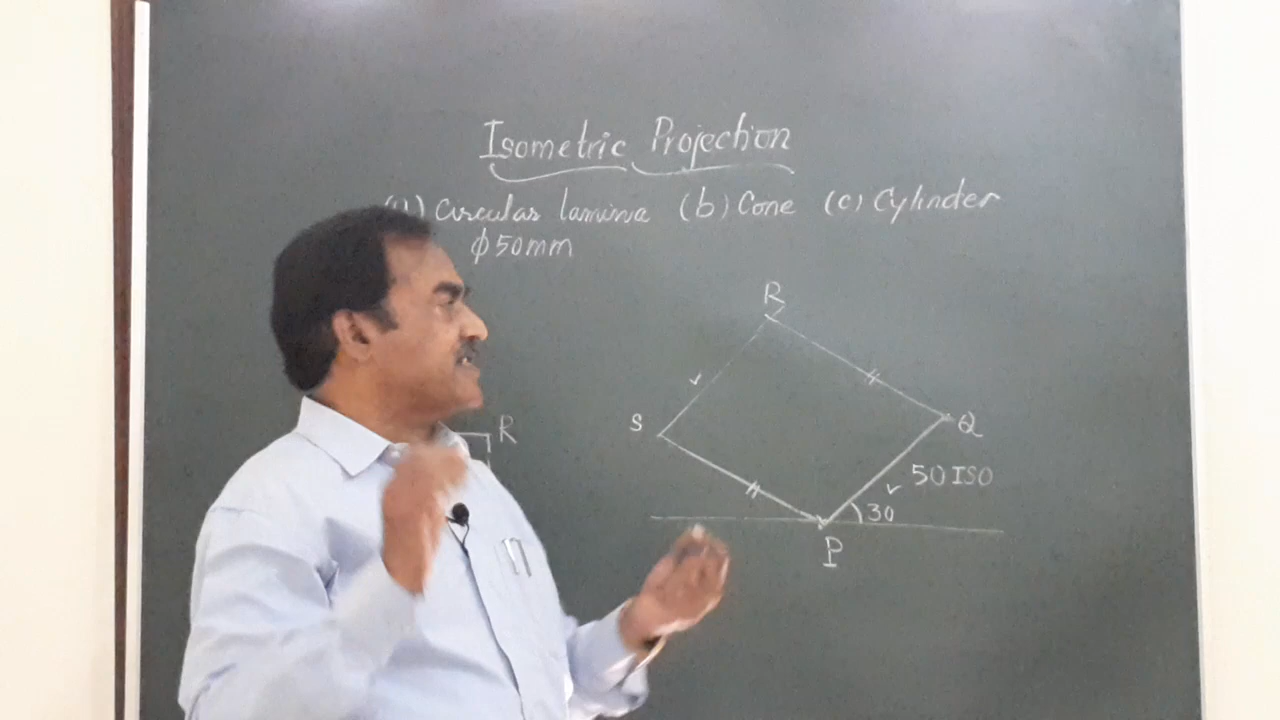 Isometric Projection
Circular lamina (b) Cone (c) Cylinder
ϕ50mm
R
R
S
Q
50 ISO
30
P